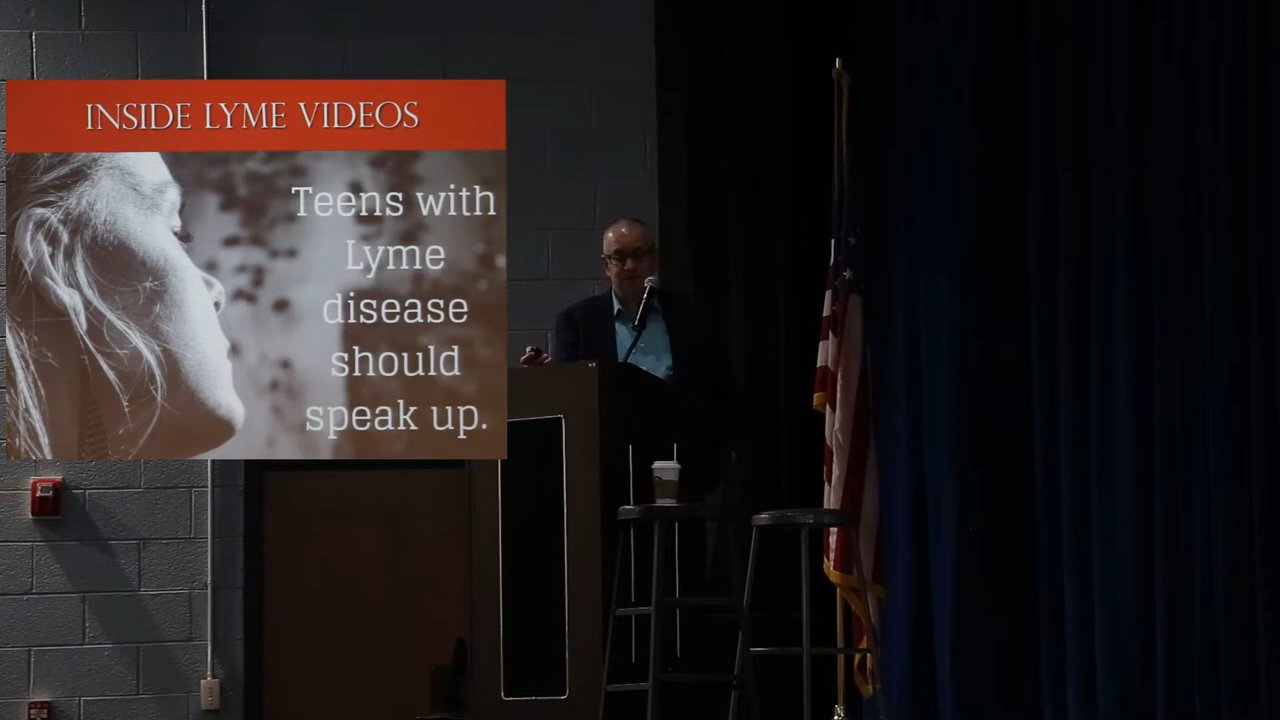 INSIDE LYME VIDEOS
Teens with
Lyme
disease
should
speak up.